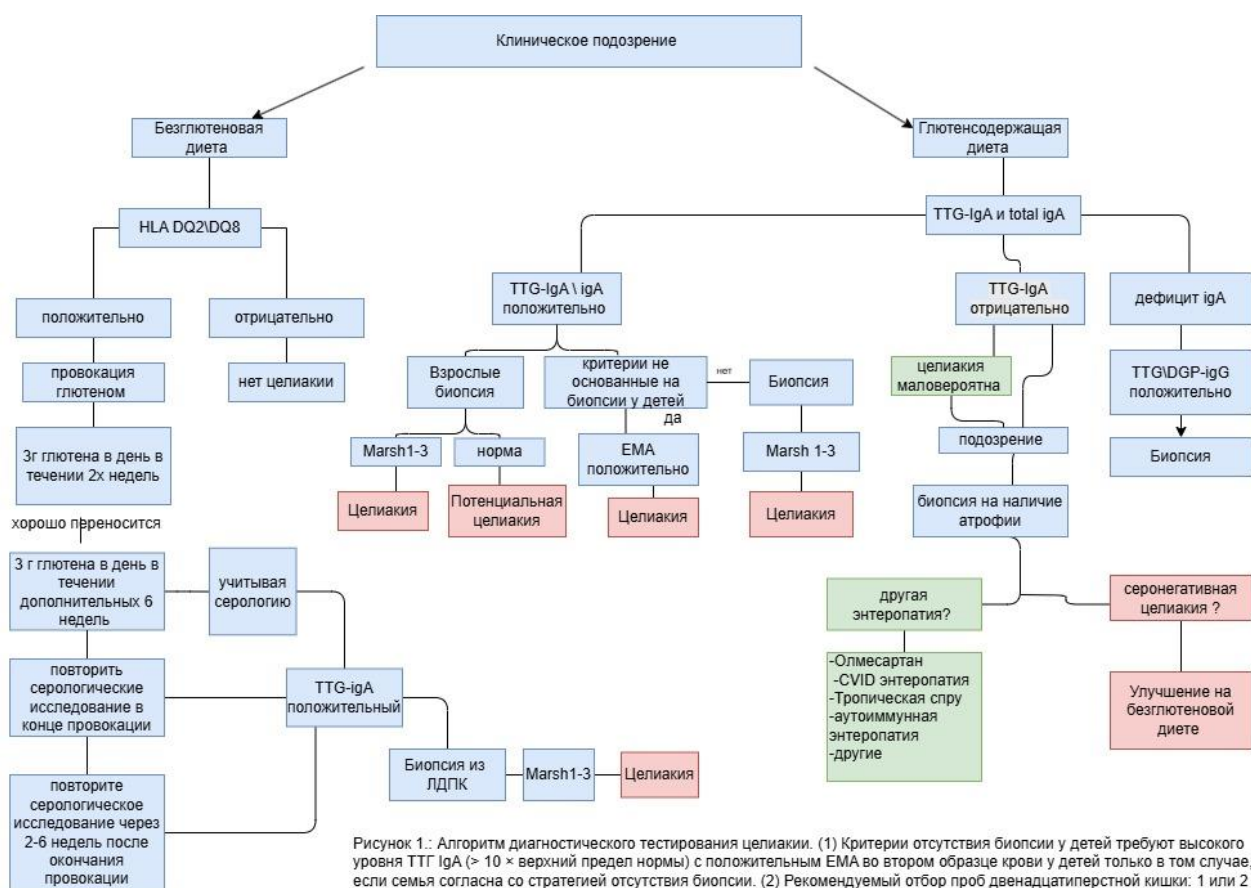 Клиническое подозрение
Безглютеновая
диета
Глютенсодержащая
диета
HLA DQ2\DQ8
TTG-IgA и total igA
положительно
отрицательно
TTG-IgA \ igA
положительно
TTG-IgA
отрицательно
дефицит igA
провокация
глютеном
нет целиакии
Взрослые
биопсия
критерии не
основанные на
биопсии у детей
нет
да
Биопсия
целиакия
маловероятна
TTG\DGP-igG
положительно
3г глютена в день в
течении 2х недель
Marsh1-3
норма
EMA
положительно
Marsh 1-3
подозрение
Биопсия
Целиакия
Потенциальная
целиакия
Целиакия
Целиакия
биопсия на наличие
атрофии
хорошо переносится
3 г глютена в день в
течении
дополнительных 6
недель
учитывая
серологию
другая
энтеропатия?
серонегативная
целиакия ?
повторить
серологические
исследование в
конце провокации
TTG-igA
положительный
-Олмесартан
-CVID энтеропатия
-Тропическая спру
-аутоиммунная
энтеропатия
-другие
Улучшение на
безглютеновой
диете
Биопсия из
ЛДПК
Marsh1-3
Целиакия
повторите
серологическое
исследование через
2-6 недель после
окончания
провокации
Рисунок 1.: Алгоритм диагностического тестирования целиакии. (1) Критерии отсутствия биопсии у детей требуют высокого
уровня ТТГ IgA (> 10 × верхний предел нормы) с положительным EMA во втором образце крови у детей только в том случае,
если семья согласна со стратегией отсутствия биопсии. (2) Рекомендуемый отбор проб двенадцатиперстной кишки: 1 или 2